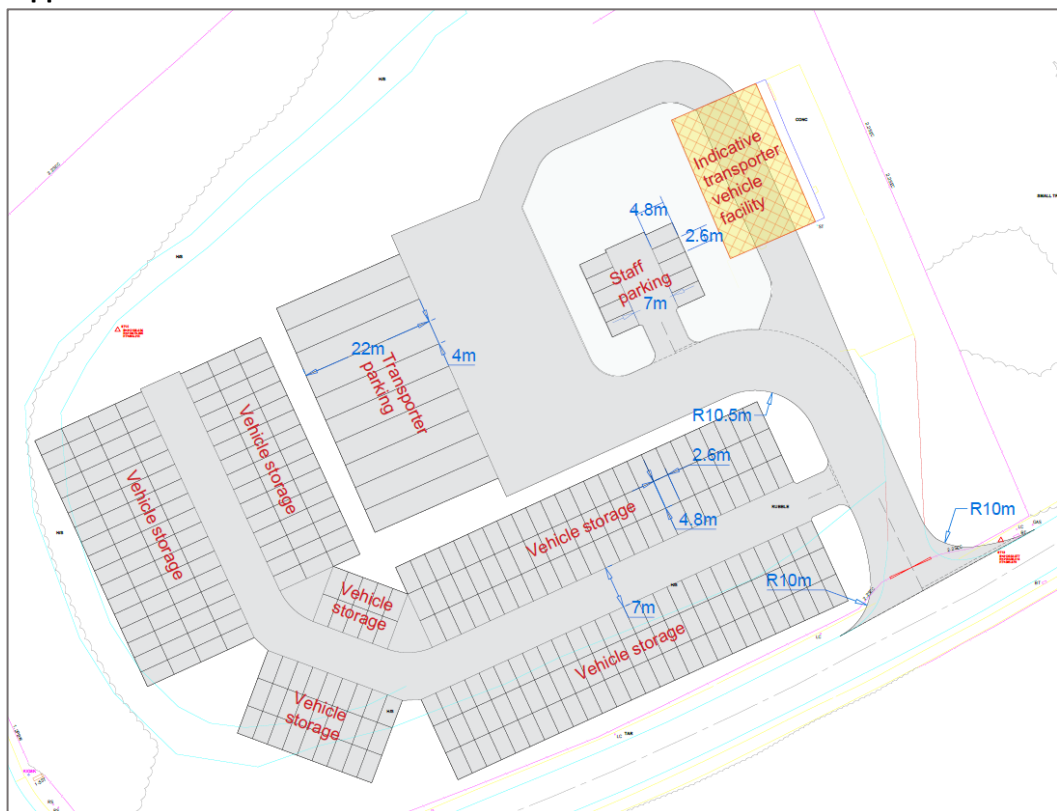 H/B
CONC
Indicative
transporter
vehicle
facility
4.8m
2.6m
H/B
Staff
parking
7m
22m
4m
Transporter
parking
R10.5m
Vehicle storage
2.6m
4.8m
Vehicle storage
Vehicle storage
RUBBLE
R10m
H/B
Vehicle
storage
H/B
7m
R10m
Vehicle storage
Vehicle
storage
H/B
TAR
LC